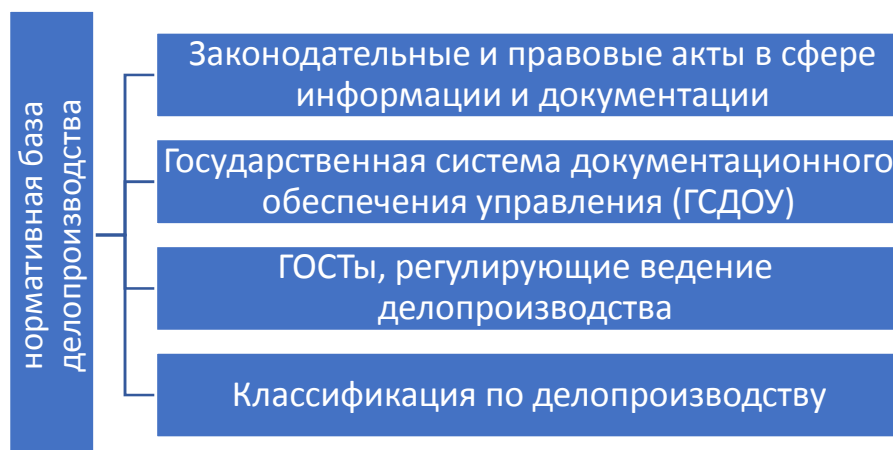 нормативная база
делопроизводства
Законодательные и правовые акты в сфере
информации и документации
Государственная система документационного
обеспечения управления (ГСДОУ)
ГОСТы, регулирующие ведение
делопроизводства
Классификация по делопроизводству